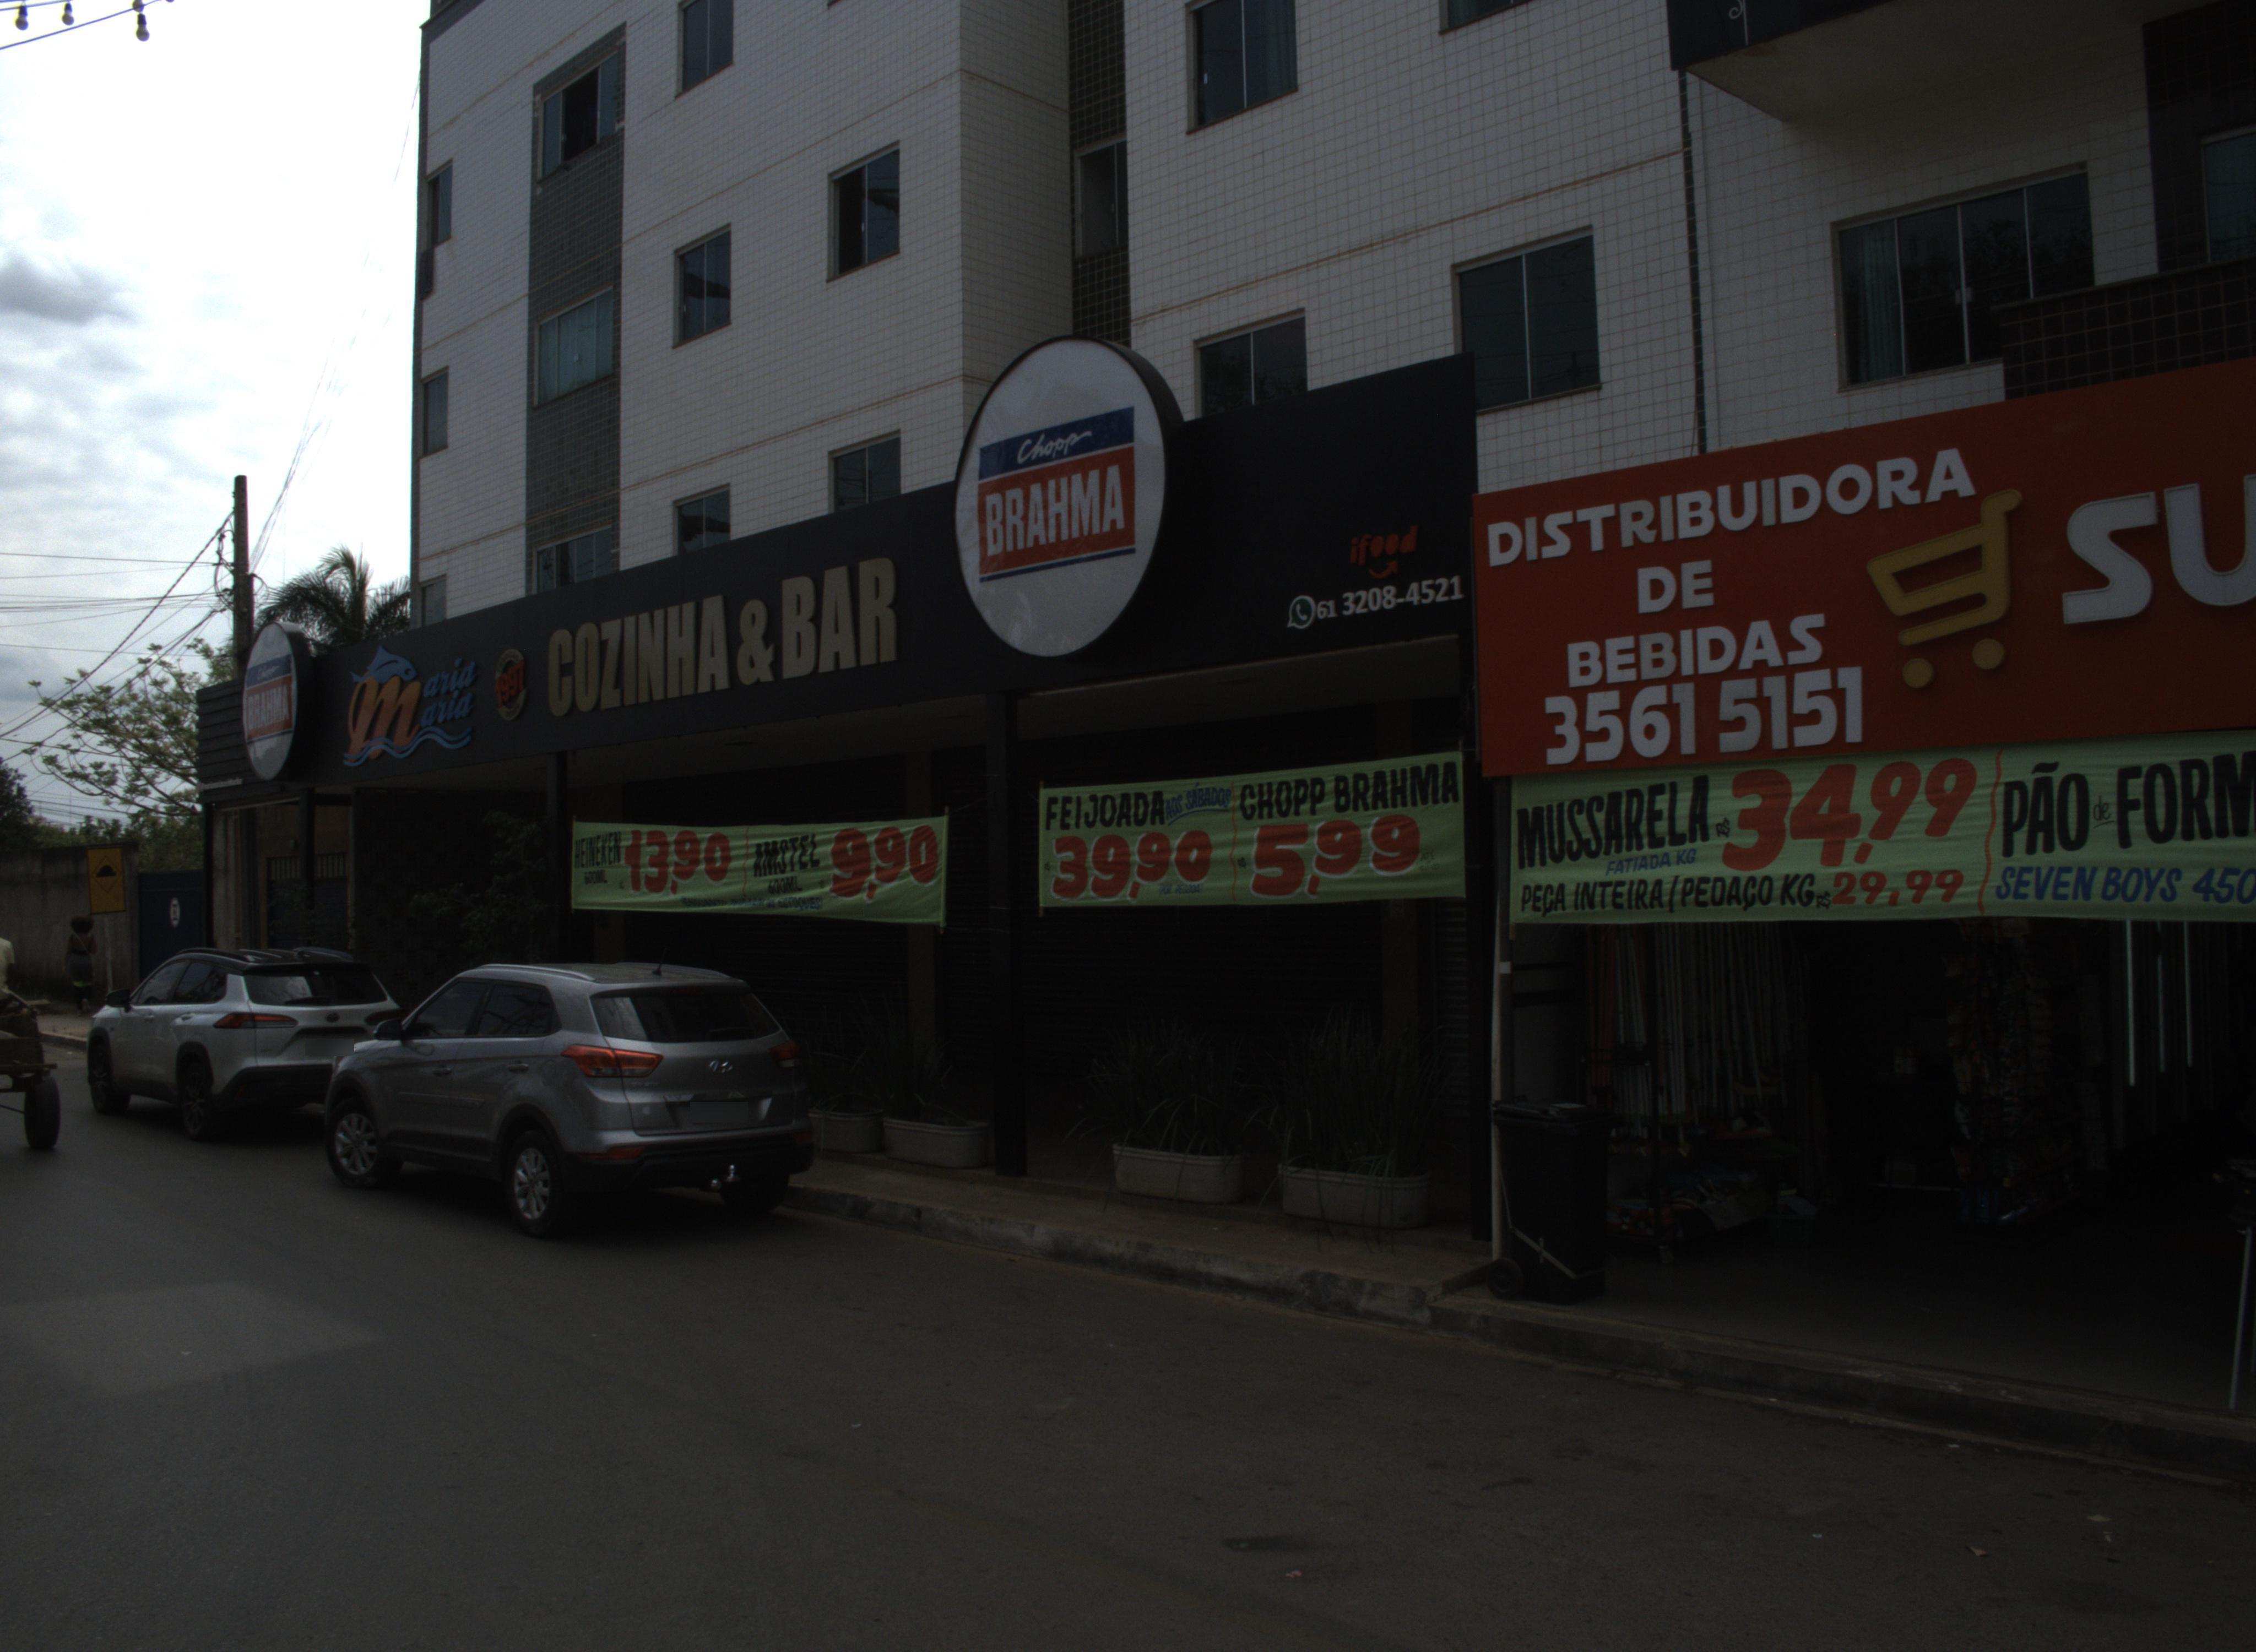 Chopp
BRAHMA
Maria
Maria
1991
COZINHA & BAR
Chopp
BRAHMA
ifood
61 3208-4521
DISTRIBUIDORA
DE
BEBIDAS
3561 5151
SU
HEINEKEN
600ML
13,90
AMSTEL
600ML
9,90
FEIJOADA AOS SÁBADOS
39,90
CHOPP BRAHMA
5,99
MUSSARELA R$ 34,99
FATIADA KG
PEÇA INTEIRA/PEDAÇO KG R$ 29,99
PÃO de FORM
SEVEN BOYS 450